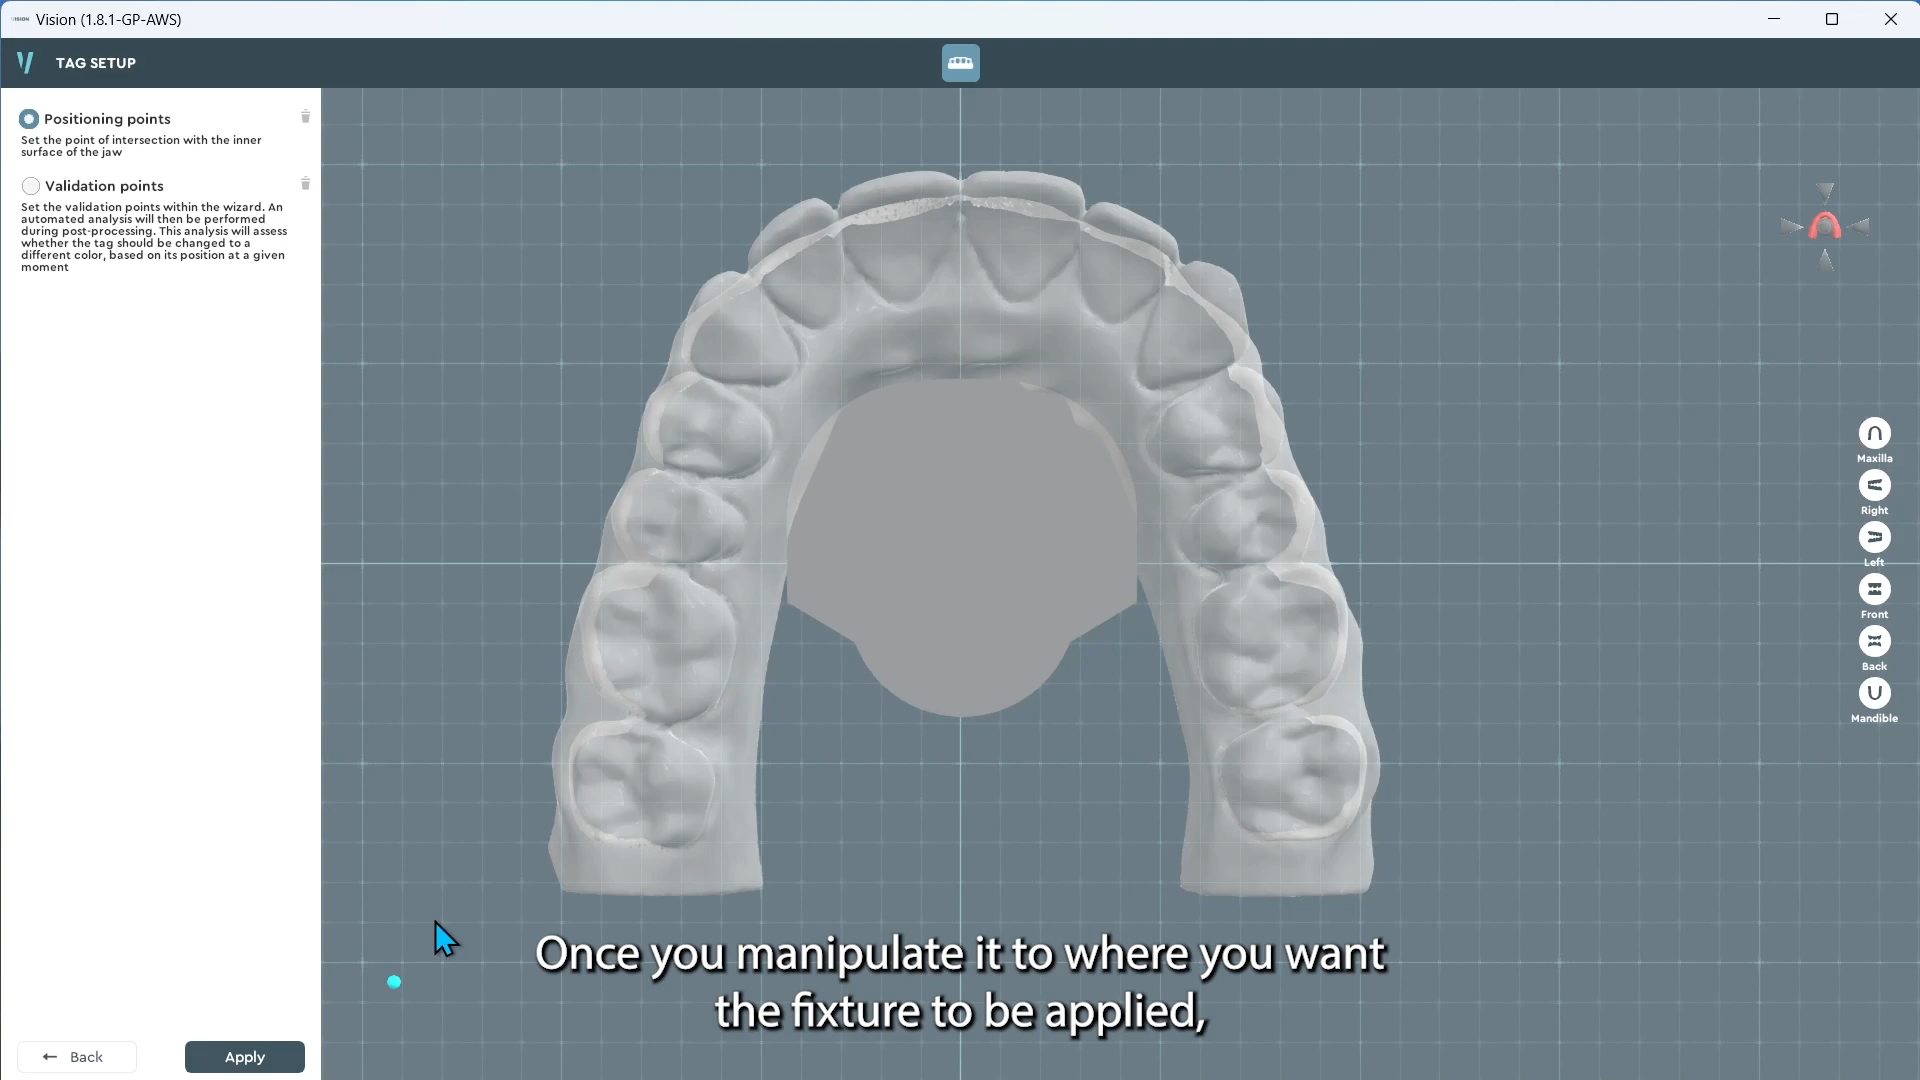 VISION Vision (1.8.1-GP-AWS)
TAG SETUP
Positioning points
Set the point of intersection with the inner
surface of the jaw
Validation points
Set the validation points within the wizard. An
automated analysis will then be performed
during post-processing. This analysis will assess
whether the tag should be changed to a
different color, based on its position at a given
moment
Maxilla
Right
Left
Front
Back
Mandible
Once you manipulate it to where you want
the fixture to be applied,
Back
Apply